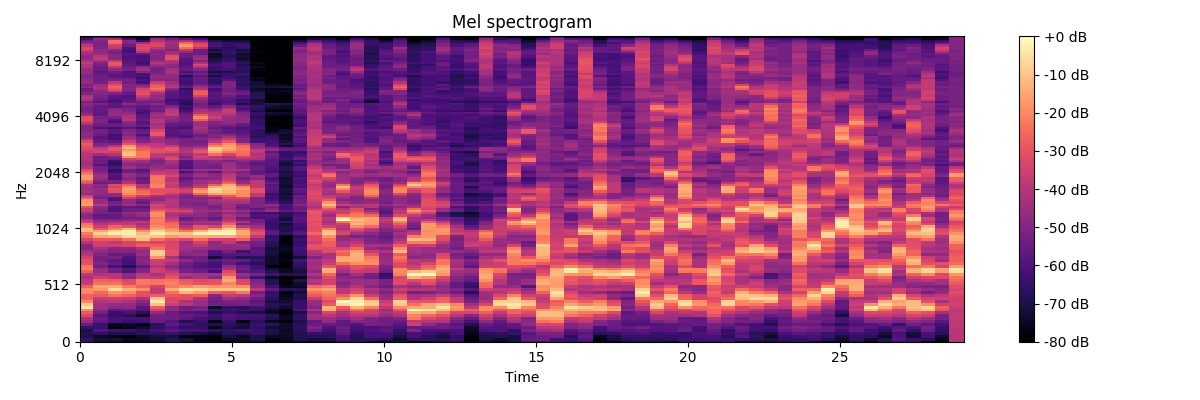 Mel spectrogram
Hz
8192
4096
2048
1024
512
0
0 5 10 15 20 25
Time
+0 dB
-10 dB
-20 dB
-30 dB
-40 dB
-50 dB
-60 dB
-70 dB
-80 dB